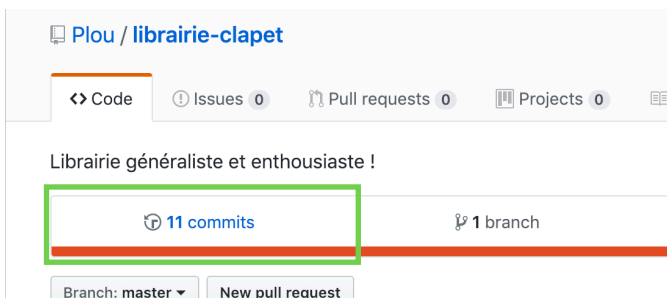 Plou / librairie-clapet
<> Code Issues 0 Pull requests 0 Projects 0
Librairie généraliste et enthousiaste !
11 commits 1 branch
Branch: master New pull request